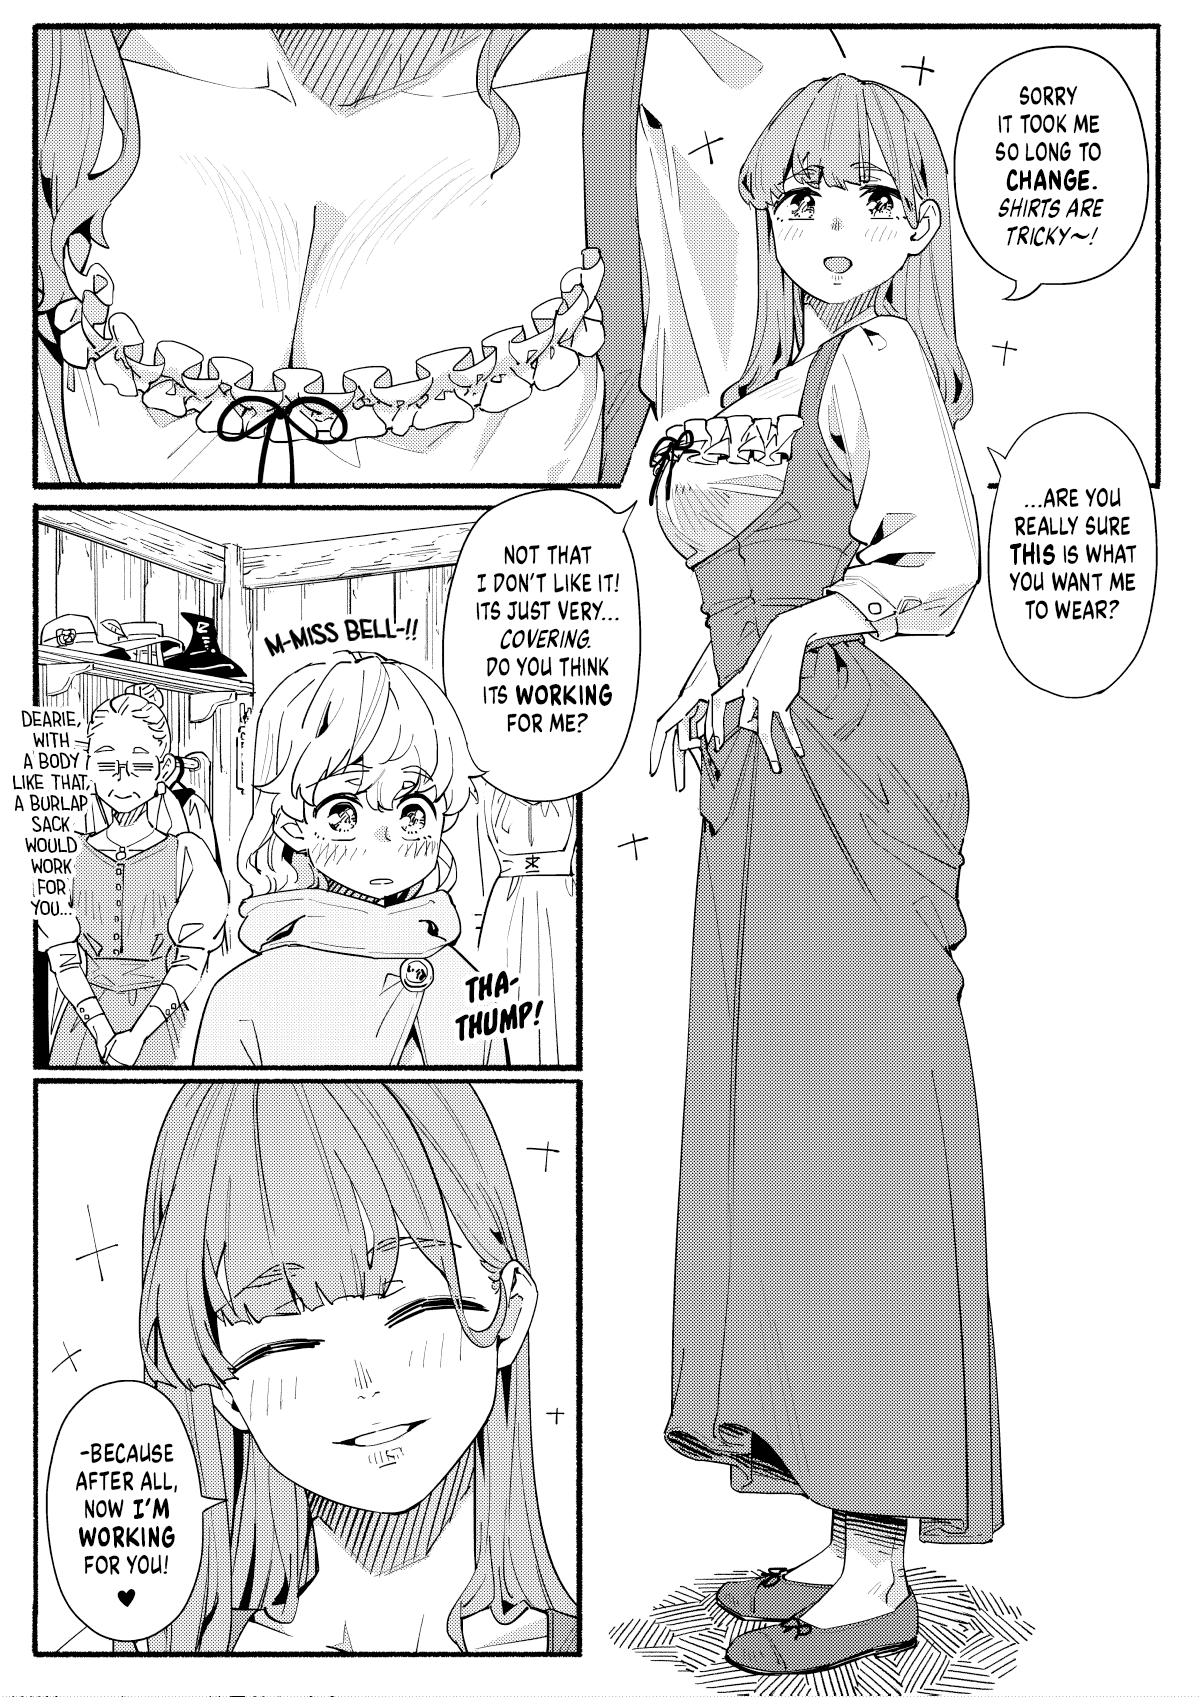 SORRY
IT TOOK ME
SO LONG TO
CHANGE.
SHIRTS ARE
TRICKY~!
...ARE YOU
REALLY SURE
THIS IS WHAT
YOU WANT ME
TO WEAR?
NOT THAT
I DON'T LIKE IT!
ITS JUST VERY...
COVERING.
DO YOU THINK
ITS WORKING
FOR ME?
M-MISS BELL-!!
DEARIE,
WITH
A BODY
LIKE THAT,
A BURLAP
SACK
WOULD
WORK
FOR
YOU...
THA-
THUMP!
-BECAUSE
AFTER ALL,
NOW I'M
WORKING
FOR YOU!
♥